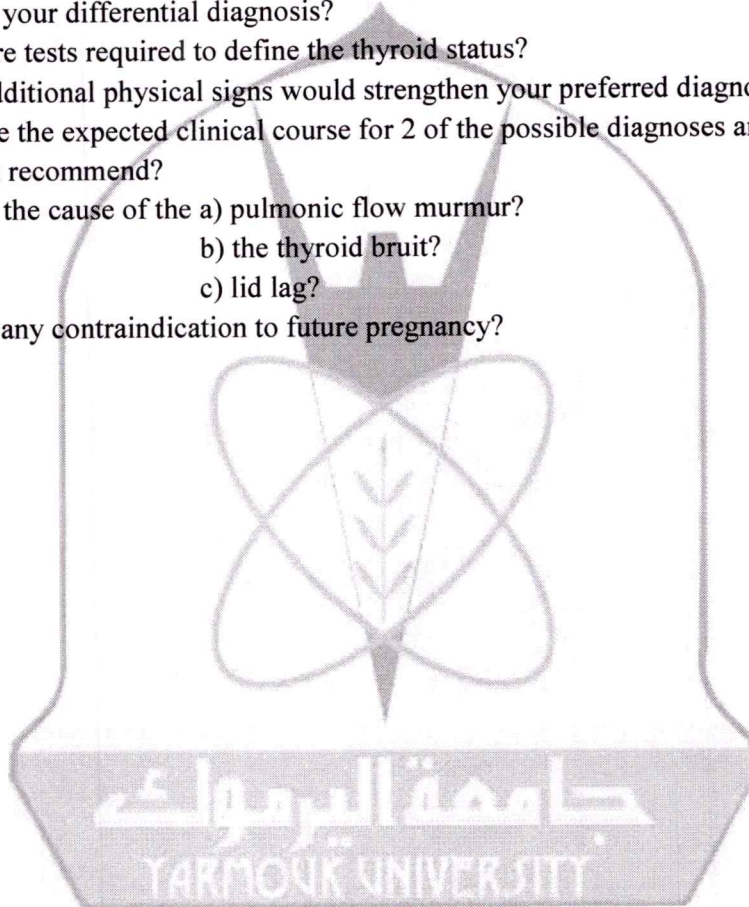 your differential diagnosis?
re tests required to define the thyroid status?
dditional physical signs would strengthen your preferred diagno
e the expected clinical course for 2 of the possible diagnoses a
recommend?
the cause of the a) pulmonic flow murmur?
b) the thyroid bruit?
c) lid lag?
any contraindication to future pregnancy?
جامعة اليرموك
YARMOUK UNIVERSITY